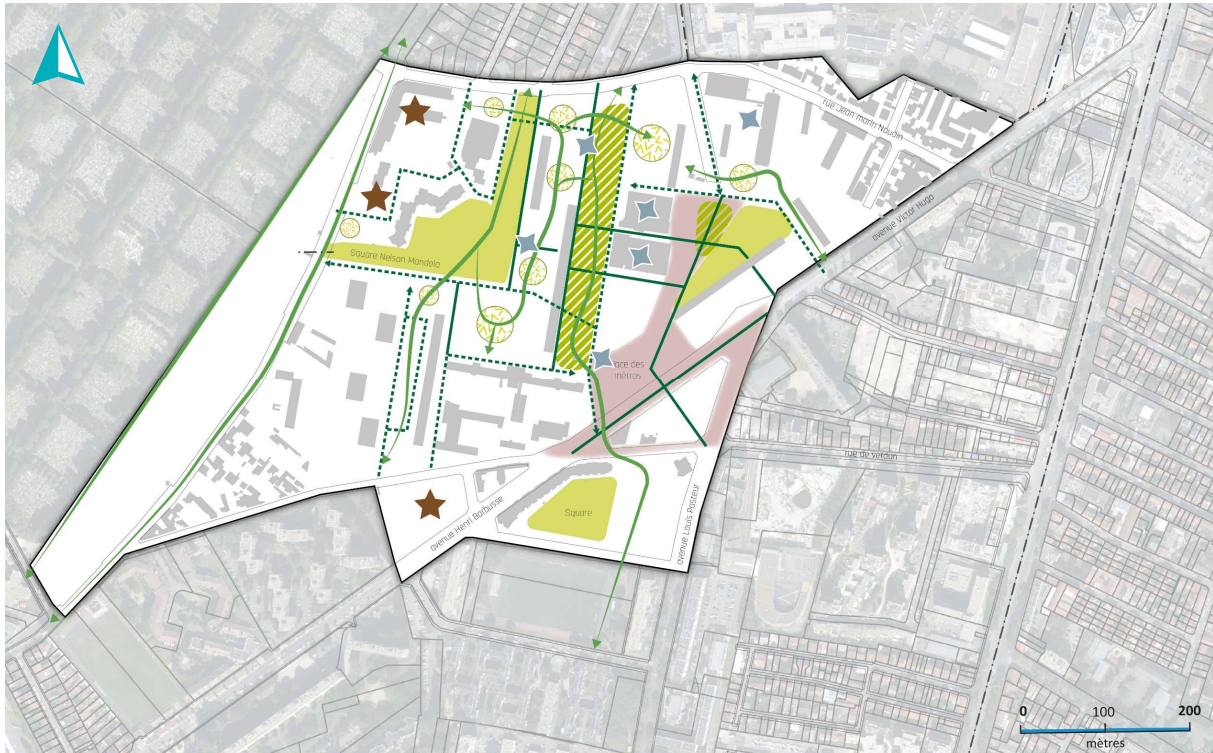 rue Jean marin Naudin
avenue Victor Hugo
Square Nelson Mandela
ace des
métros
rue de Verdun
avenue Henri Barbusse
Square
avenue Louis Pasteur
0 100 200
mètres